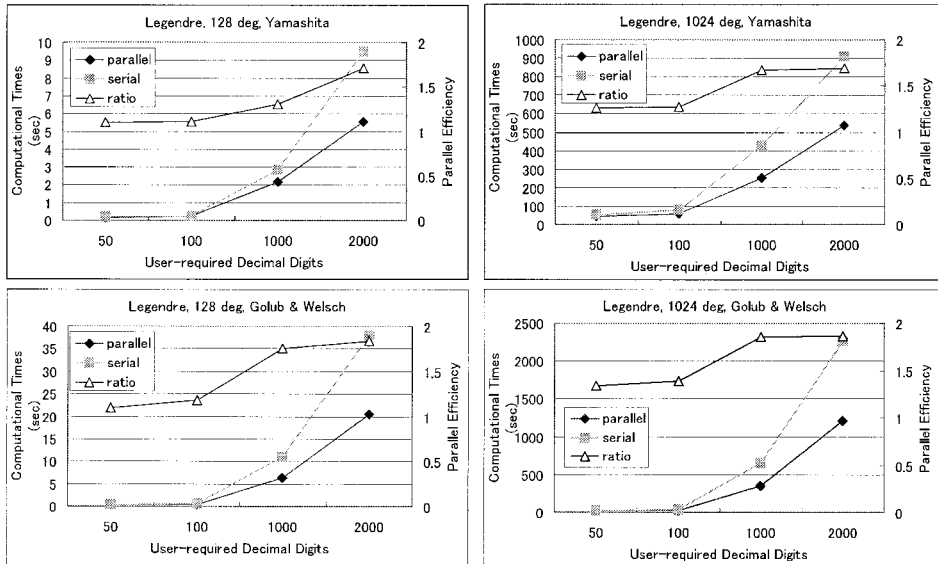 Legendre, 128 deg, Yamashita
Computational Times
(sec)
10
9
8
7
6
5
4
3
2
1
0
parallel
serial
ratio
2
1.5
1
0.5
0
Parallel Efficiency
50 100 1000 2000
User-required Decimal Digits
Legendre, 1024 deg, Yamashita
Computational Times
(sec)
1000
900
800
700
600
500
400
300
200
100
0
parallel
serial
ratio
2
1.5
1
0.5
0
Parallel Efficiency
50 100 1000 2000
User-required Decimal Digits
Legendre, 128 deg, Golub & Welsch
Computational Times
(sec)
40
35
30
25
20
15
10
5
0
parallel
serial
ratio
2
1.5
1
0.5
0
Parallel Efficiency
50 100 1000 2000
User-required Decimal Digits
Legendre, 1024 deg, Golub & Welsch
Computational Times
(sec)
2500
2000
1500
1000
500
0
parallel
serial
ratio
2
1.5
1
0.5
0
Parallel Efficiency
50 100 1000 2000
User-required Decimal Digits